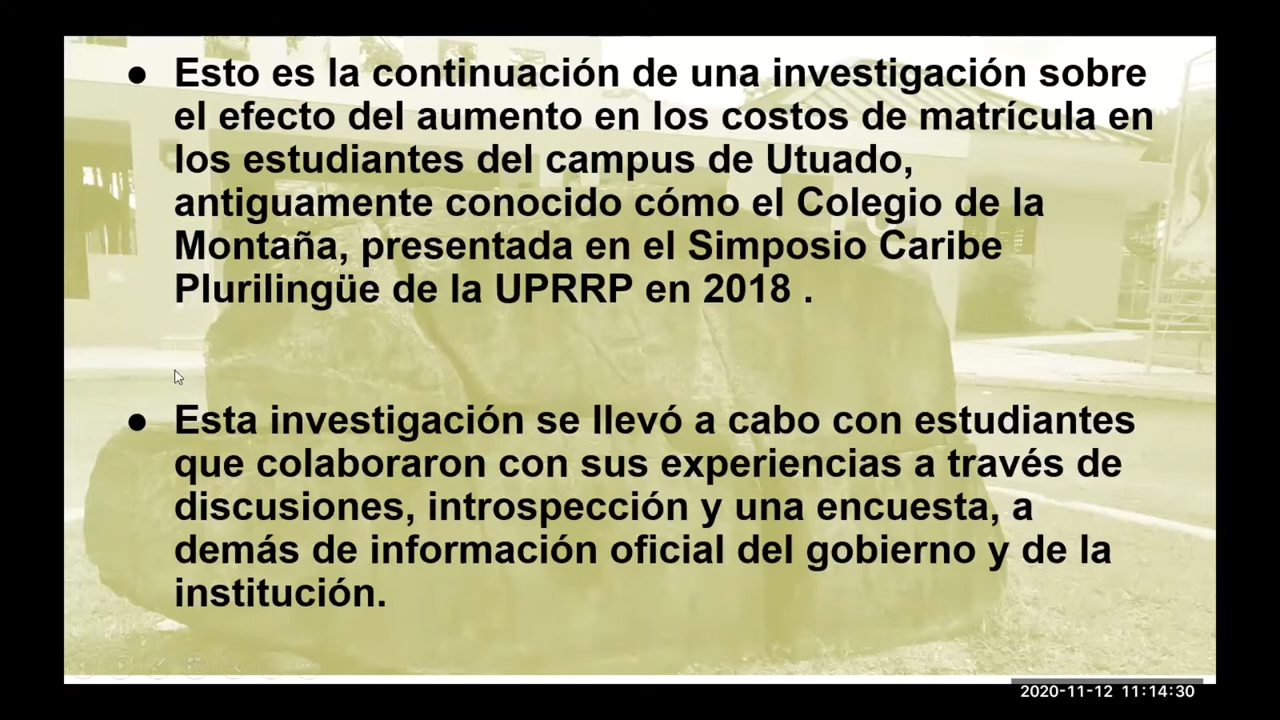 ● Esto es la continuación de una investigación sobre
el efecto del aumento en los costos de matrícula en
los estudiantes del campus de Utuado,
antiguamente conocido cómo el Colegio de la
Montaña, presentada en el Simposio Caribe
Plurilingüe de la UPRRP en 2018 .
● Esta investigación se llevó a cabo con estudiantes
que colaboraron con sus experiencias a través de
discusiones, introspección y una encuesta, a
demás de información oficial del gobierno y de la
institución.
2020-11-12 11:14:30